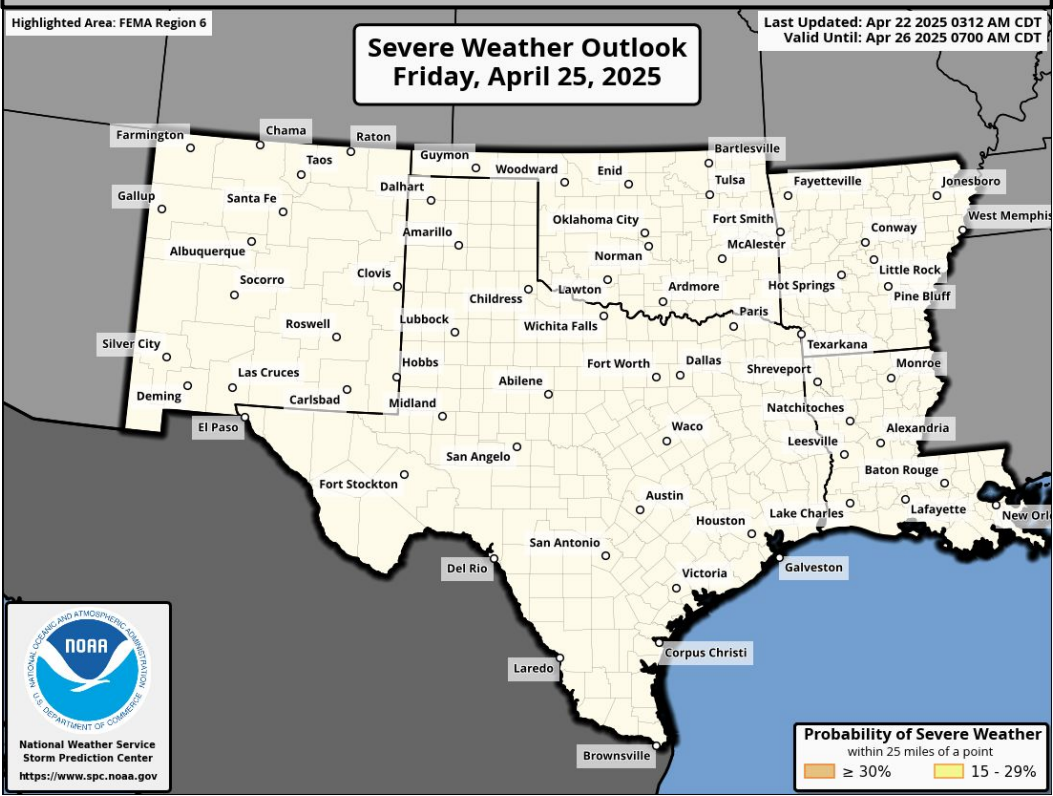 Highlighted Area: FEMA Region 6
Last Updated: Apr 22 2025 0312 AM CDT
Valid Until: Apr 26 2025 0700 AM CDT
Severe Weather Outlook
Friday, April 25, 2025
Farmington
Chama
Raton
Taos
Guymon
Woodward
Enid
Bartlesville
Tulsa
Fayetteville
Jonesboro
Gallup
Santa Fe
Dalhart
Oklahoma City
Fort Smith
West Memphis
Albuquerque
Amarillo
Norman
McAlester
Conway
Socorro
Clovis
Childress
Lawton
Ardmore
Hot Springs
Little Rock
Pine Bluff
Roswell
Lubbock
Wichita Falls
Paris
Texarkana
Silver City
Las Cruces
Hobbs
Abilene
Fort Worth
Dallas
Shreveport
Monroe
Deming
Carlsbad
Midland
Natchitoches
El Paso
San Angelo
Waco
Leesville
Alexandria
Fort Stockton
Baton Rouge
Austin
Houston
Lake Charles
Lafayette
New Orl
Del Rio
San Antonio
Victoria
Galveston
Laredo
Corpus Christi
Brownsville
NATIONAL OCEANIC AND ATMOSPHERIC ADMINISTRATION
NOAA
U.S. DEPARTMENT OF COMMERCE
National Weather Service
Storm Prediction Center
https://www.spc.noaa.gov
Probability of Severe Weather
within 25 miles of a point
≥ 30%
15 - 29%